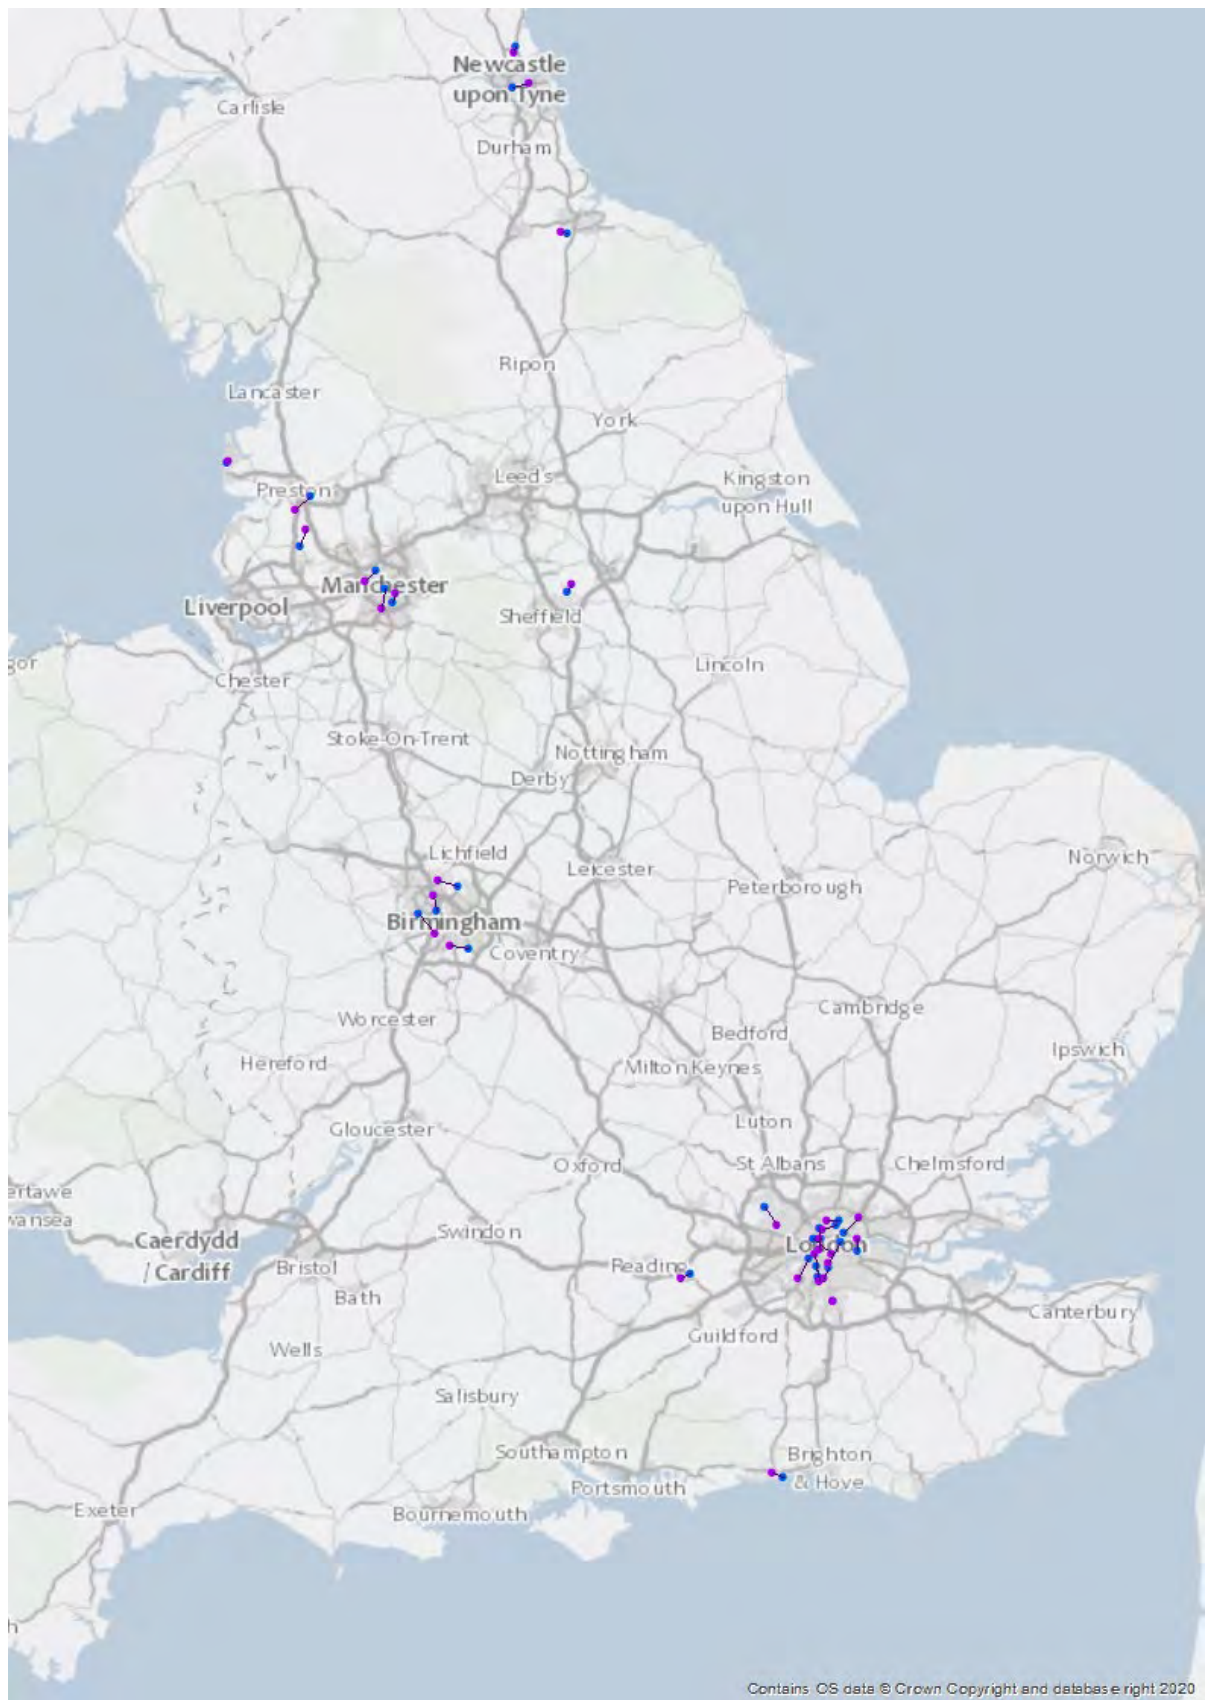 Newcastle
upon Tyne
Carlisle
Durham
Ripon
Lancaster
York
Preston
Leeds
Kingston
upon Hull
Manchester
Liverpool
Sheffield
gor
Chester
Lincoln
Stoke-On-Trent
Nottingham
Derby
Lichfield
Leicester
Norwich
Peterborough
Birmingham
Coventry
Worcester
Cambridge
Bedford
Hereford
Milton Keynes
Ipswich
Gloucester
Luton
Oxford
St Albans
Chelmsford
ertawe
wansea
Caerdydd
/ Cardiff
Swindon
London
Bristol
Reading
Bath
Canterbury
Guildford
Wells
Salisbury
Southampton
Brighton
& Hove
Portsmouth
Exeter
Bournemouth
h
Contains OS data © Crown Copyright and database right 2020